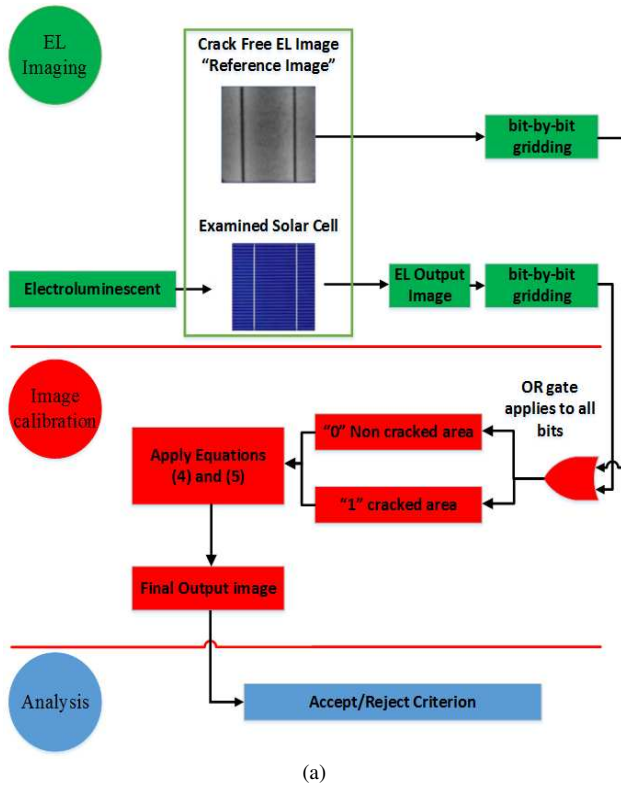 EL
Imaging
Crack Free EL Image
“Reference Image”
bit-by-bit
gridding
Examined Solar Cell
Electroluminescent
EL Output
Image
bit-by-bit
gridding
Image
calibration
OR gate
applies to all
bits
“0” Non cracked area
Apply Equations
(4) and (5)
“1” cracked area
Final Output image
Analysis
Accept/Reject Criterion
(a)